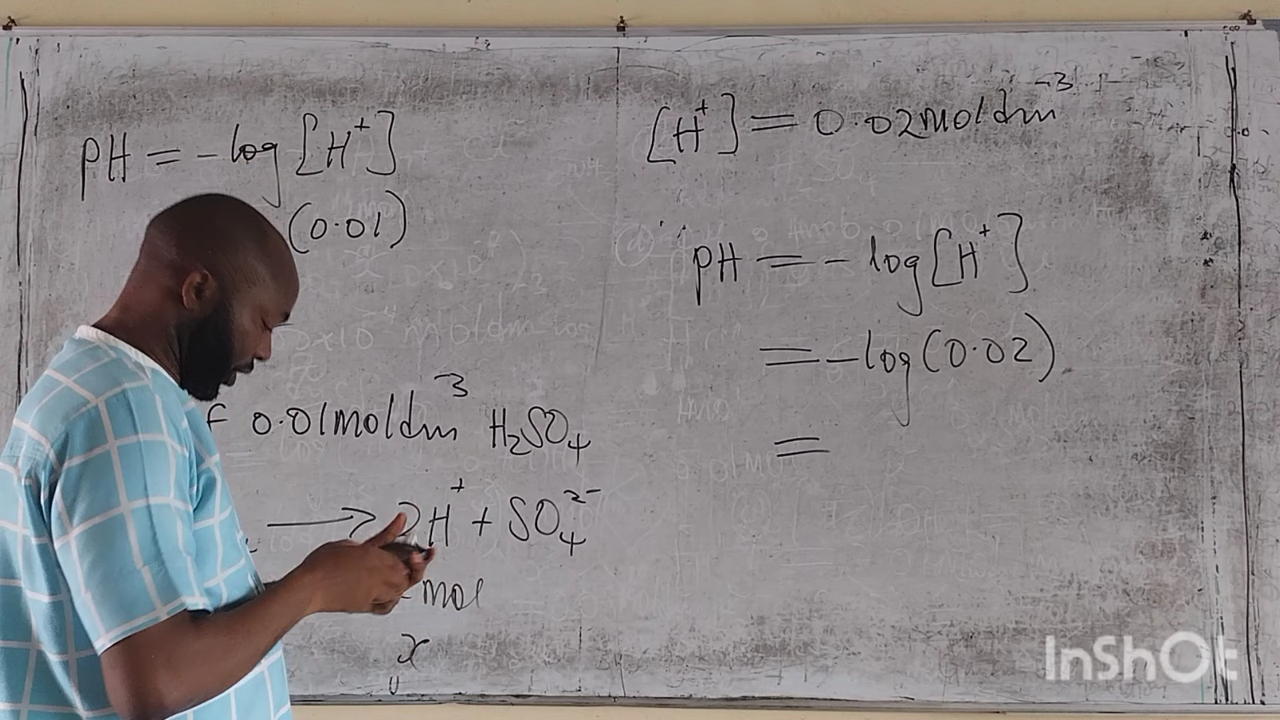 pH = -log [H⁺]
(0.01)
0.01moldm⁻³ H₂SO₄
⟶ 2H⁺ + SO₄²⁻
mol
x
[H⁺] = 0.02moldm⁻³
pH = - log [H⁺]
= -log (0.02)
=
InShOt